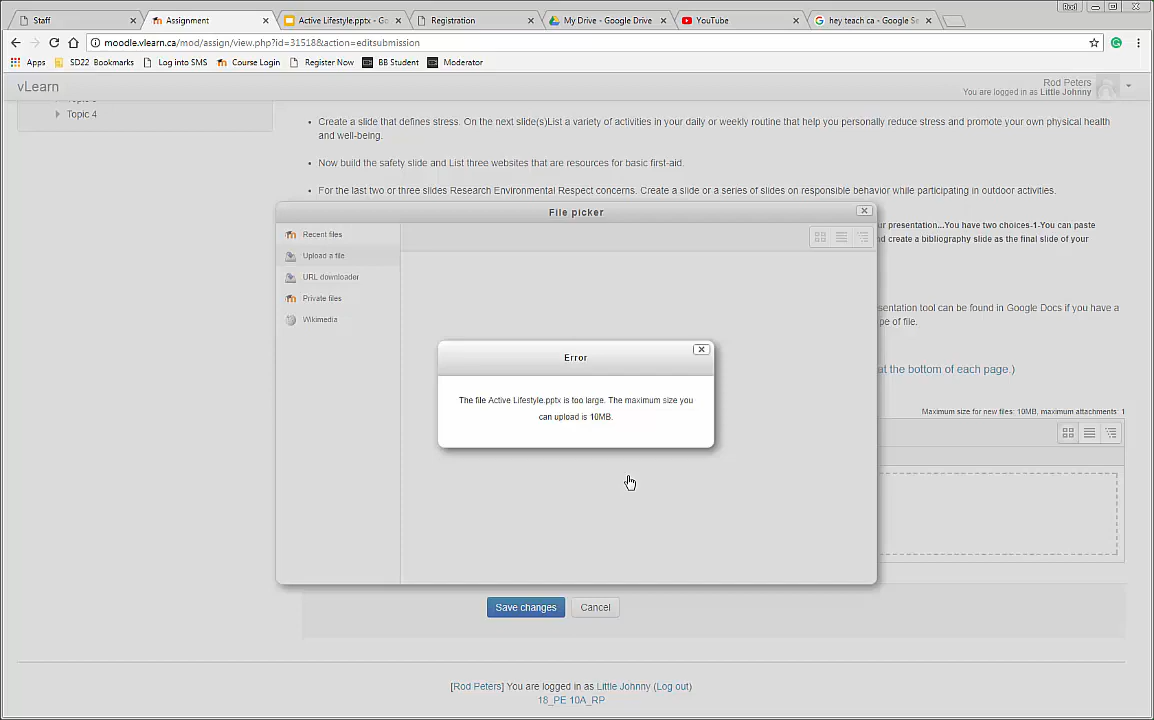 Staff
Assignment
Active Lifestyle.pptx - Go
Registration
My Drive - Google Drive
YouTube
hey teach ca - Google Se
Rod
moodle.vlearn.ca/mod/assign/view.php?id=31518&action=editsubmission
Apps
SD22 Bookmarks
Log into SMS
Course Login
Register Now
BB Student
Moderator
vLearn
Rod Peters
You are logged in as Little Johnny
Topic 4
• Create a slide that defines stress. On the next slide(s)List a variety of activities in your daily or weekly routine that help you personally reduce stress and promote your own physical health
and well-being.
• Now build the safety slide and List three websites that are resources for basic first-aid.
• For the last two or three slides Research Environmental Respect concerns. Create a slide or a series of slides on responsible behavior while participating in outdoor activities.
File picker
Recent files
Upload a file
URL downloader
Private files
Wikimedia
ur presentation...You have two choices-1-You can paste
nd create a bibliography slide as the final slide of your
sentation tool can be found in Google Docs if you have a
pe of file.
at the bottom of each page.)
Error
The file Active Lifestyle.pptx is too large. The maximum size you
can upload is 10MB.
Maximum size for new files: 10MB, maximum attachments: 1
Save changes
Cancel
[Rod Peters] You are logged in as Little Johnny (Log out)
18_PE 10A_RP